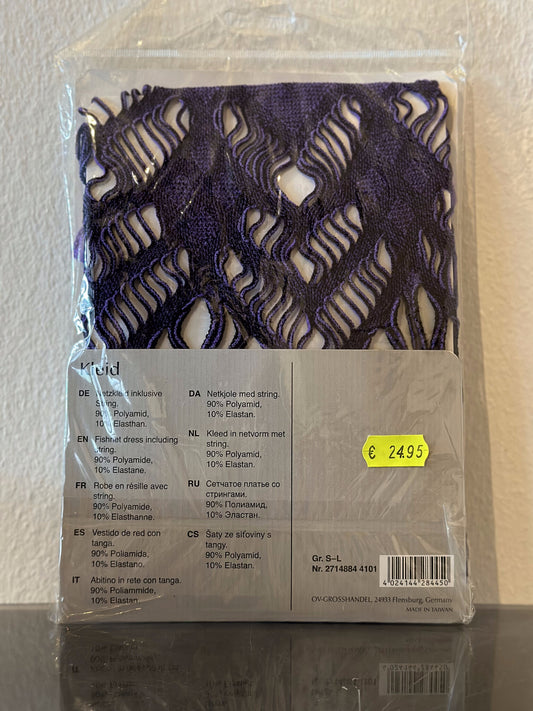 Kleid
DE Netzkleid inklusive
String.
90% Polyamid,
10% Elasthan.
EN Fishnet dress including
string.
90% Polyamide,
10% Elastane.
FR Robe en résille avec
string.
90% Polyamide,
10% Elasthanne.
ES Vestido de red con
tanga.
90% Poliamida,
10% Elastano.
IT Abitino in rete con tanga.
90% Poliammide,
10% Elastan.
DA Netkjole med string.
90% Polyamid,
10% Elastan.
NL Kleed in netvorm met
string.
90% Polyamid,
10% Elastan.
RU Сетчатое платье со
стрингами.
90% Полиамид,
10% Эластан.
CS Šaty ze síťoviny s
tangy.
90% Polyamid,
10% Elastan.
€ 24.95
Gr. S–L
Nr. 2714884 4101
4 024144 284450
OV-GROSSHANDEL, 24933 Flensburg, Germany
MADE IN TAIWAN